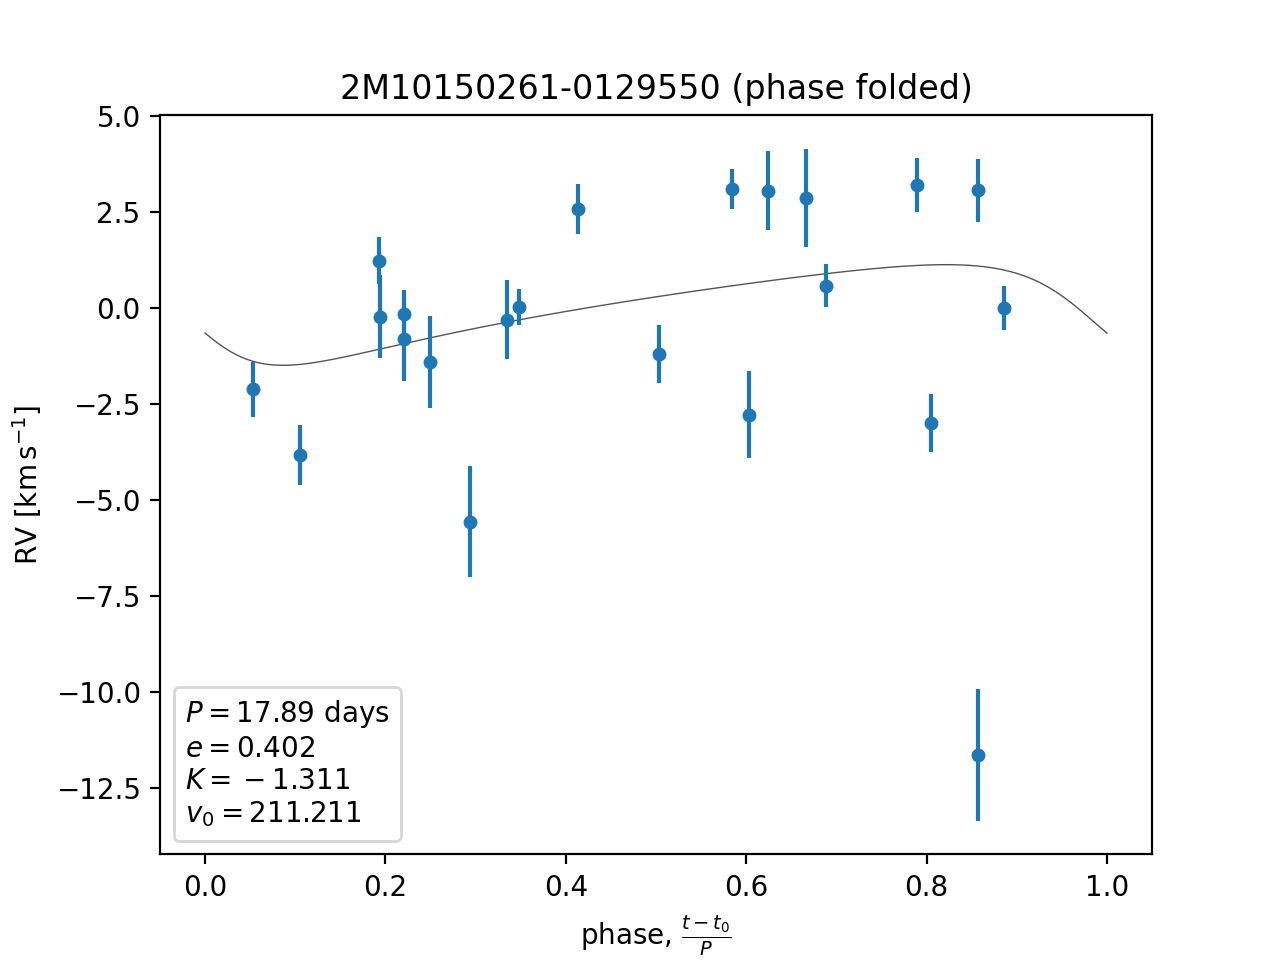 2M10150261-0129550 (phase folded)
RV [km s⁻¹]
5.0
2.5
0.0
−2.5
−5.0
−7.5
−10.0
−12.5
P = 17.89 days
e = 0.402
K = −1.311
v₀ = 211.211
0.0 0.2 0.4 0.6 0.8 1.0
phase, (t − t₀)/P